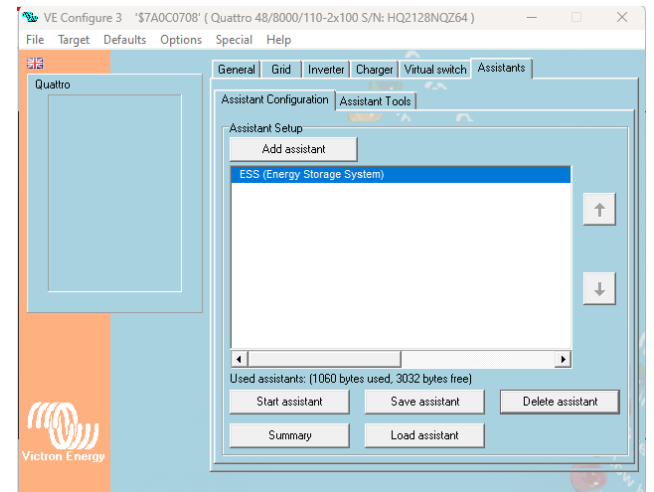 VE Configure 3 '$7A0C0708' ( Quattro 48/8000/110-2x100 S/N: HQ2128NQZ64 )
File Target Defaults Options Special Help
Quattro
General Grid Inverter Charger Virtual switch Assistants
Assistant Configuration Assistant Tools
Assistant Setup
Add assistant
ESS (Energy Storage System)
Used assistants: (1060 bytes used, 3032 bytes free)
Start assistant Save assistant Delete assistant
Summary Load assistant
Victron Energy